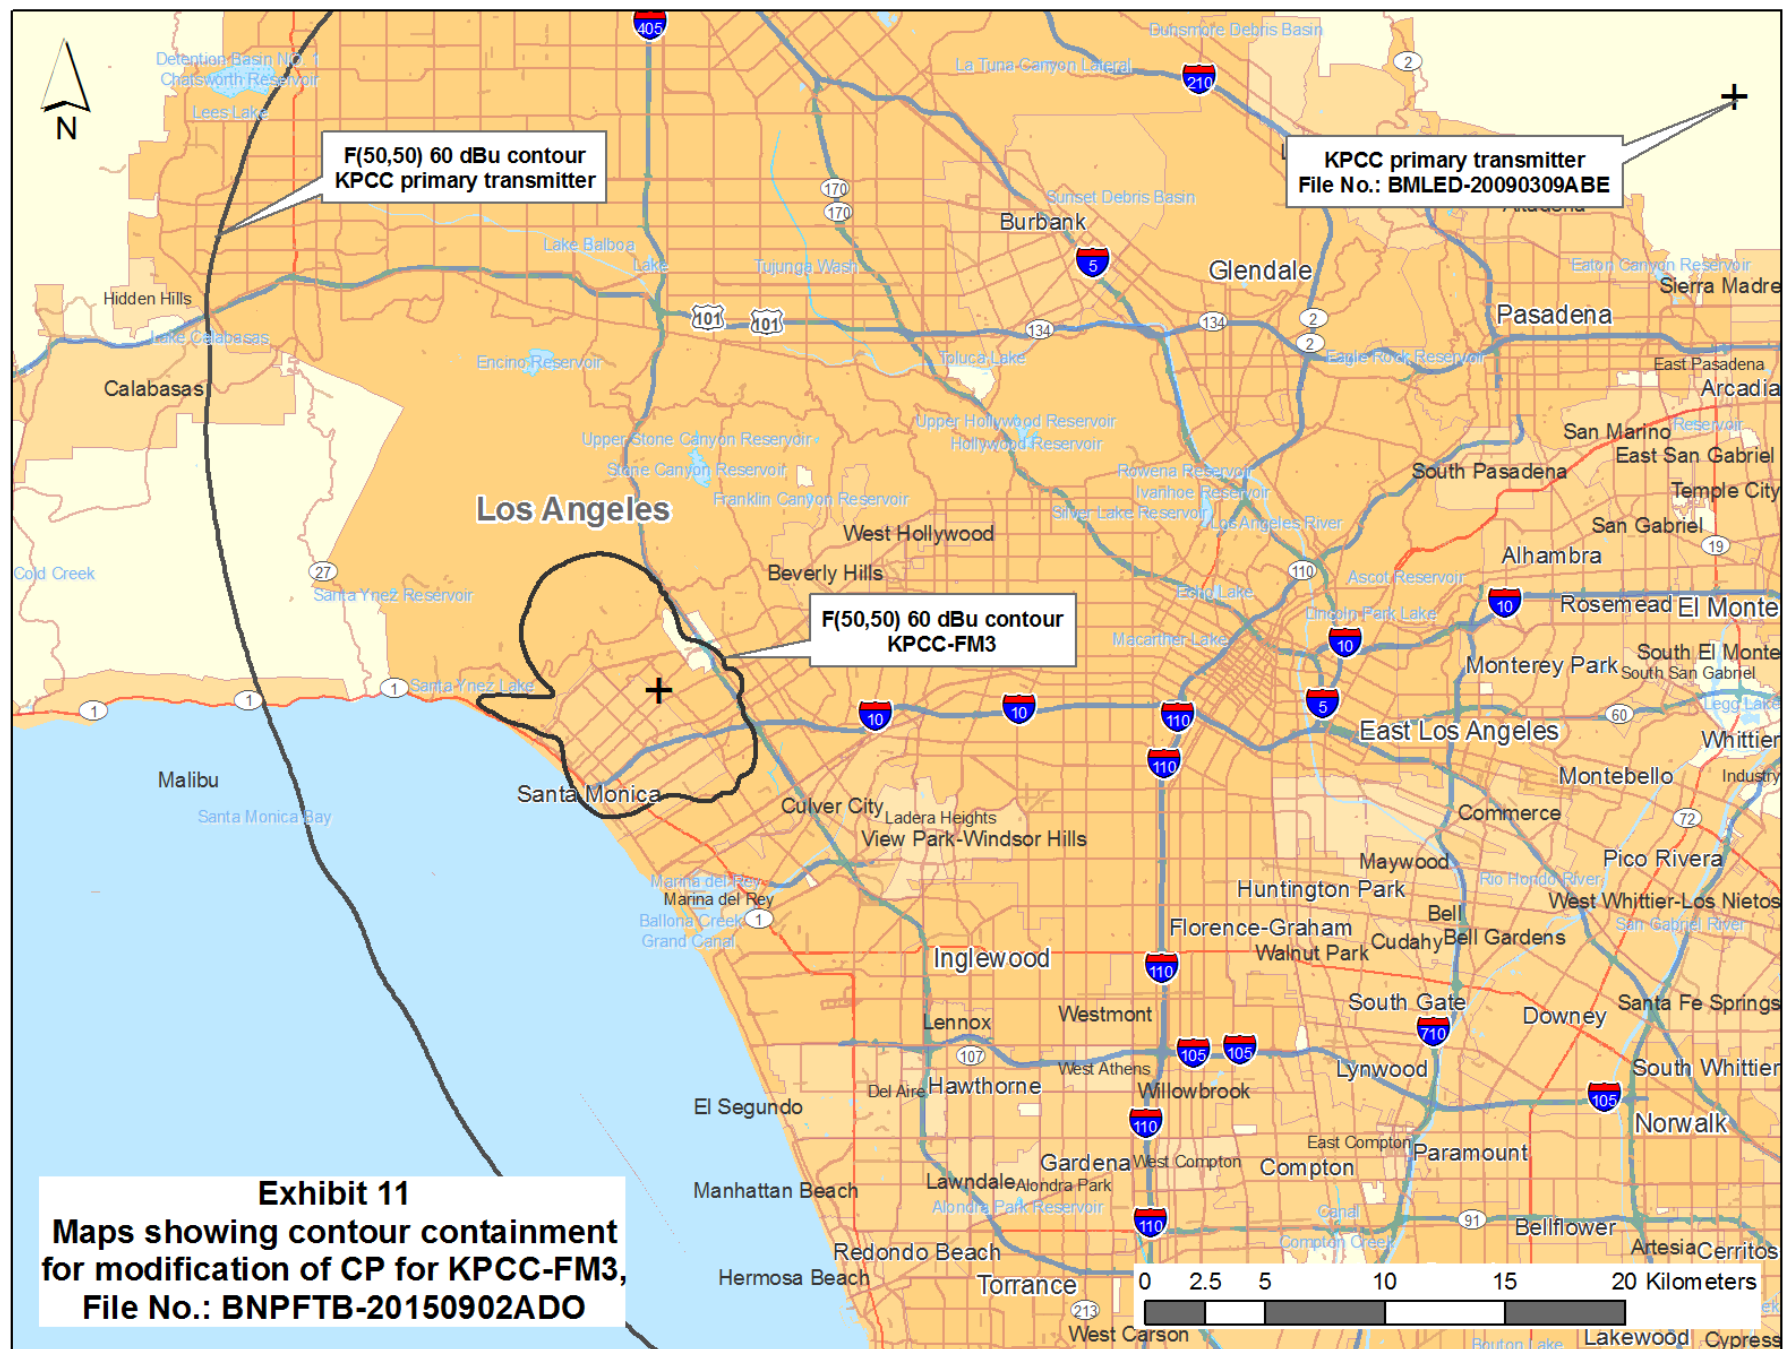 405
Dunsmore Debris Basin
Detention Basin NO. 1
Chatsworth Reservoir
La Tuna Canyon Lateral
2
210
Lees Lake
N
F(50,50) 60 dBu contour
KPCC primary transmitter
KPCC primary transmitter
File No.: BMLED-20090309ABE
Altadena
170
170
Sunset Debris Basin
Burbank
Lake Balboa
Lake
Tujunga Wash
5
Glendale
Eaton Canyon Reservoir
Sierra Madre
Hidden Hills
101
101
134
134
2
2
Pasadena
Lake Calabasas
Encino Reservoir
Toluca Lake
Eagle Rock Reservoir
East Pasadena
Calabasas
Arcadia
Upper Hollywood Reservoir
Hollywood Reservoir
Upper Stone Canyon Reservoir
Stone Canyon Reservoir
San Marino
Reservoir
East San Gabriel
Rowena Reservoir
South Pasadena
Franklin Canyon Reservoir
Ivanhoe Reservoir
Silver Lake Reservoir
Los Angeles River
Temple City
Los Angeles
West Hollywood
San Gabriel
19
Alhambra
Cold Creek
27
Santa Ynez Reservoir
Beverly Hills
110
Ascot Reservoir
Echo Lake
10
Rosemead
El Monte
F(50,50) 60 dBu contour
KPCC-FM3
Lincoln Park Lake
Macarther Lake
10
Monterey Park
South El Monte
South San Gabriel
1
1
1
Santa Ynez Lake
10
10
110
5
60
Legg Lake
East Los Angeles
Whittier
110
Malibu
Montebello
Industry
Santa Monica
Culver City
Ladera Heights
View Park-Windsor Hills
Commerce
72
Santa Monica Bay
Maywood
Pico Rivera
Marina del Rey
Marina del Rey
Huntington Park
Rio Hondo River
West Whittier-Los Nietos
Ballona Creek
Grand Canal
1
Florence-Graham
Bell
San Gabriel River
Walnut Park
Cudahy
Bell Gardens
Inglewood
110
South Gate
Santa Fe Springs
Westmont
Downey
Lennox
710
107
105
105
West Athens
Lynwood
South Whittier
Del Aire
Hawthorne
Willowbrook
105
El Segundo
110
Norwalk
East Compton
Paramount
Gardena
West Compton
Compton
Manhattan Beach
Lawndale
Alondra Park
Alondra Park Reservoir
110
Canal
91
Bellflower
Compton Creek
Redondo Beach
Artesia
Cerritos
Hermosa Beach
Torrance
0 2.5 5 10 15 20 Kilometers
213
West Carson
Lakewood
Cypress
Bouton Lake
Exhibit 11
Maps showing contour containment
for modification of CP for KPCC-FM3,
File No.: BNPFTB-20150902ADO